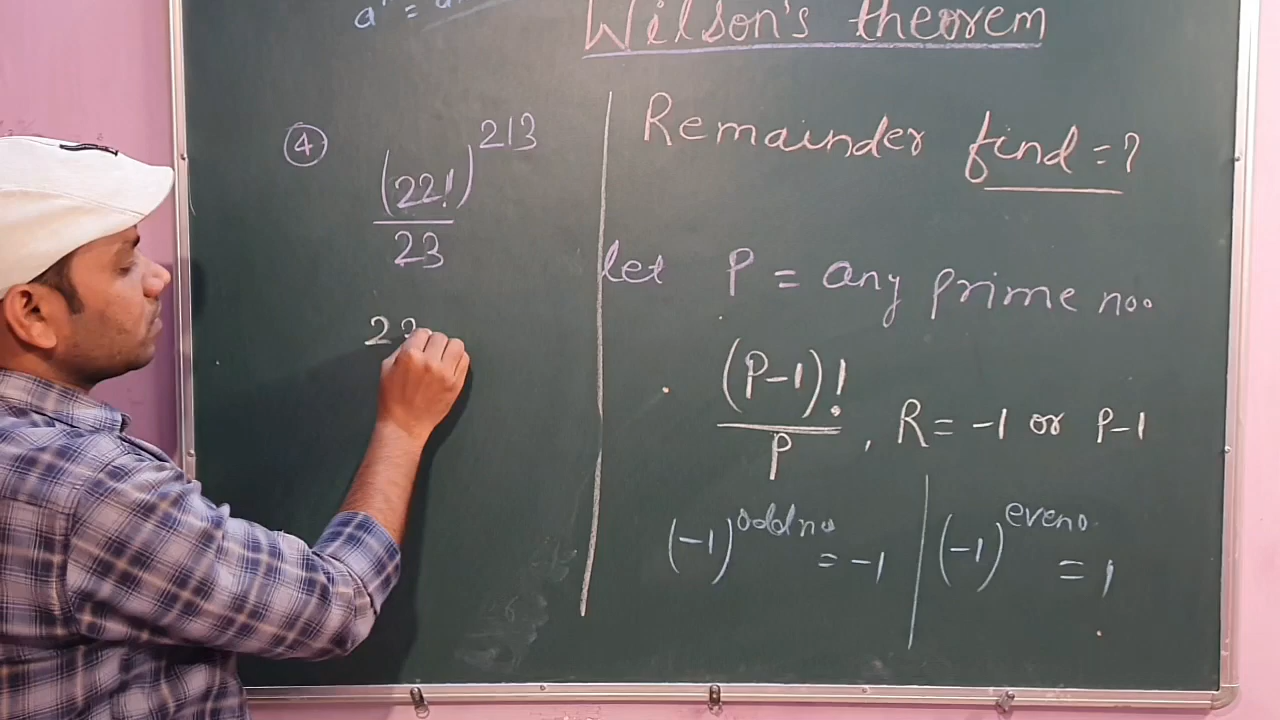 Wilson's theorem
④ (22!)^213
23
22
Remainder find = ?
let P = any prime no.
(P-1)!
P , R = -1 or P-1
(-1)^odd no = -1 | (-1)^even no = 1